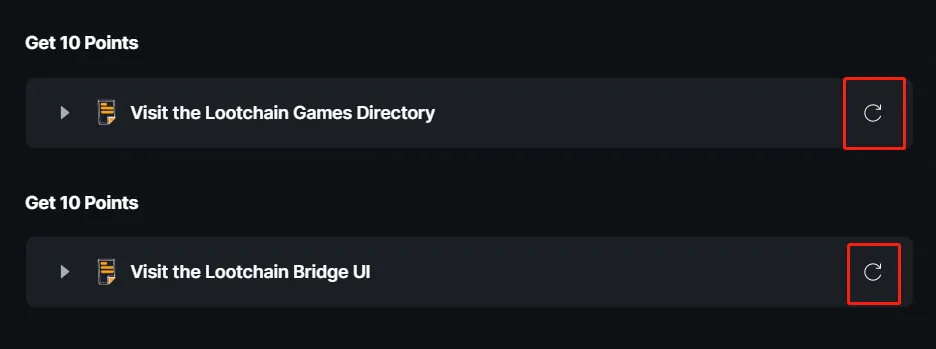 Get 10 Points
Visit the Lootchain Games Directory
Get 10 Points
Visit the Lootchain Bridge UI